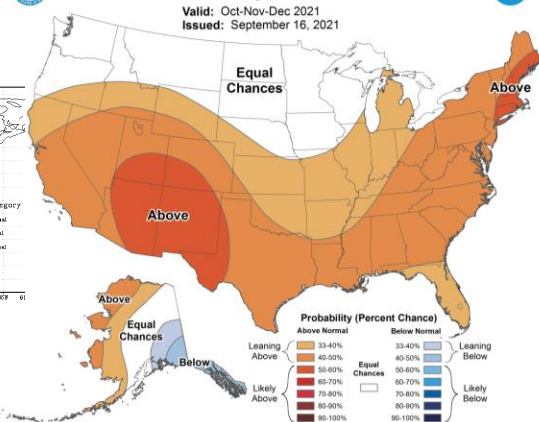 Valid: Oct-Nov-Dec 2021
Issued: September 16, 2021
Equal
Chances
Above
Above
Above
Equal
Chances
Below
Probability (Percent Chance)
Above Normal
Below Normal
Leaning
Above
33-40%
40-50%
Likely
Above
50-60%
60-70%
70-80%
80-90%
90-100%
Equal
Chances
33-40%
40-50%
Leaning
Below
50-60%
60-70%
70-80%
80-90%
90-100%
Likely
Below